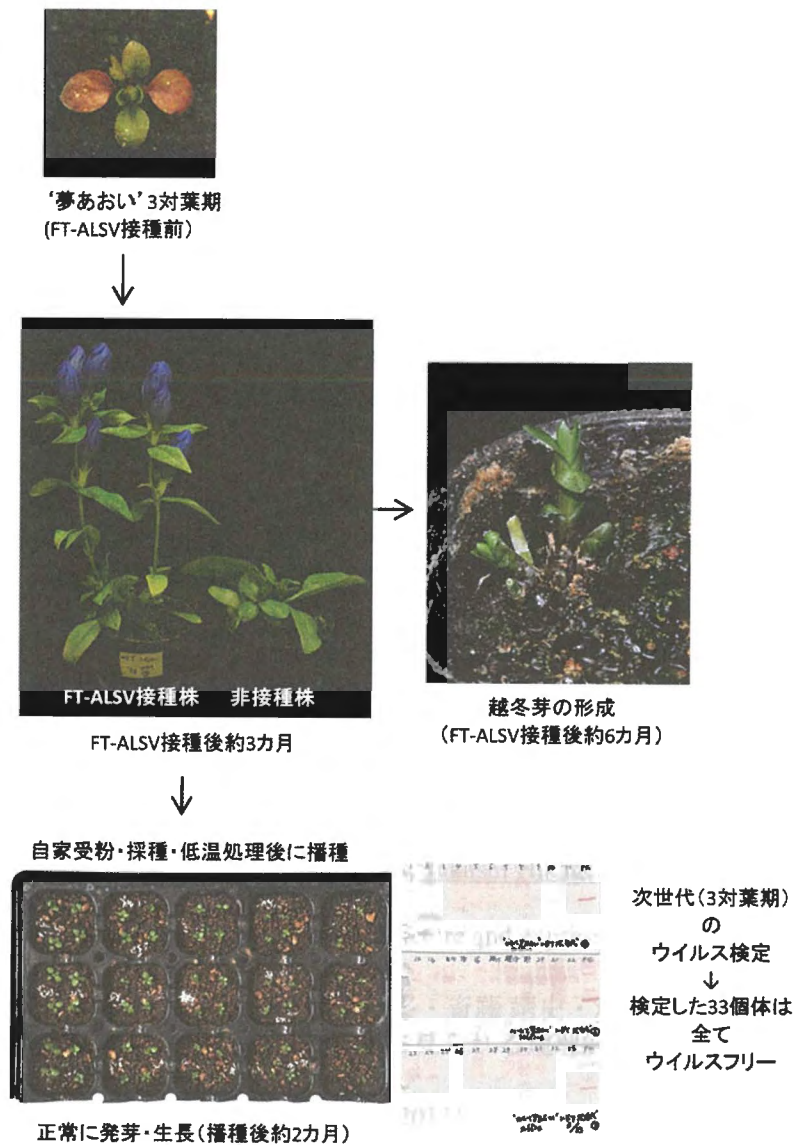 ‘夢あおい’3対葉期
(FT-ALSV接種前)
FT-ALSV接種株 非接種株
FT-ALSV接種後約3カ月
越冬芽の形成
(FT-ALSV接種後約6カ月)
自家受粉・採種・低温処理後に播種
正常に発芽・生長(播種後約2カ月)
次世代(3対葉期)
の
ウイルス検定
↓
検定した33個体は
全て
ウイルスフリー